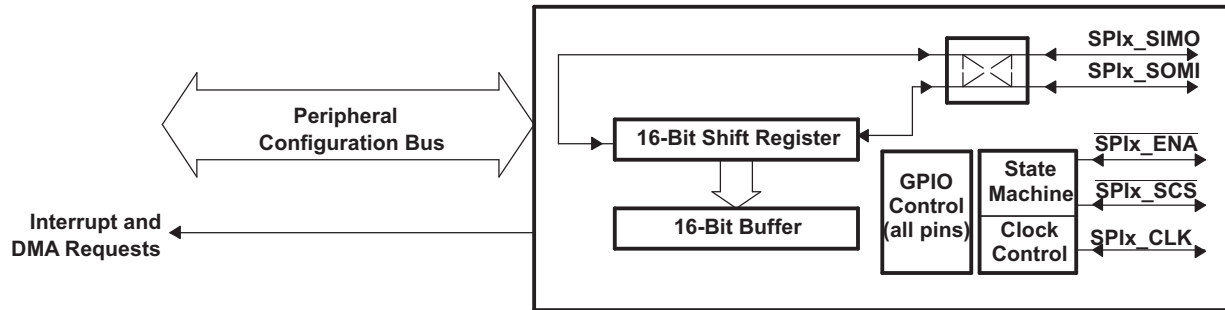 Peripheral
Configuration Bus
Interrupt and
DMA Requests
16-Bit Shift Register
16-Bit Buffer
GPIO
Control
(all pins)
State
Machine
Clock
Control
SPIx_SIMO
SPIx_SOMI
SPIx_ENA
SPIx_SCS
SPIx_CLK